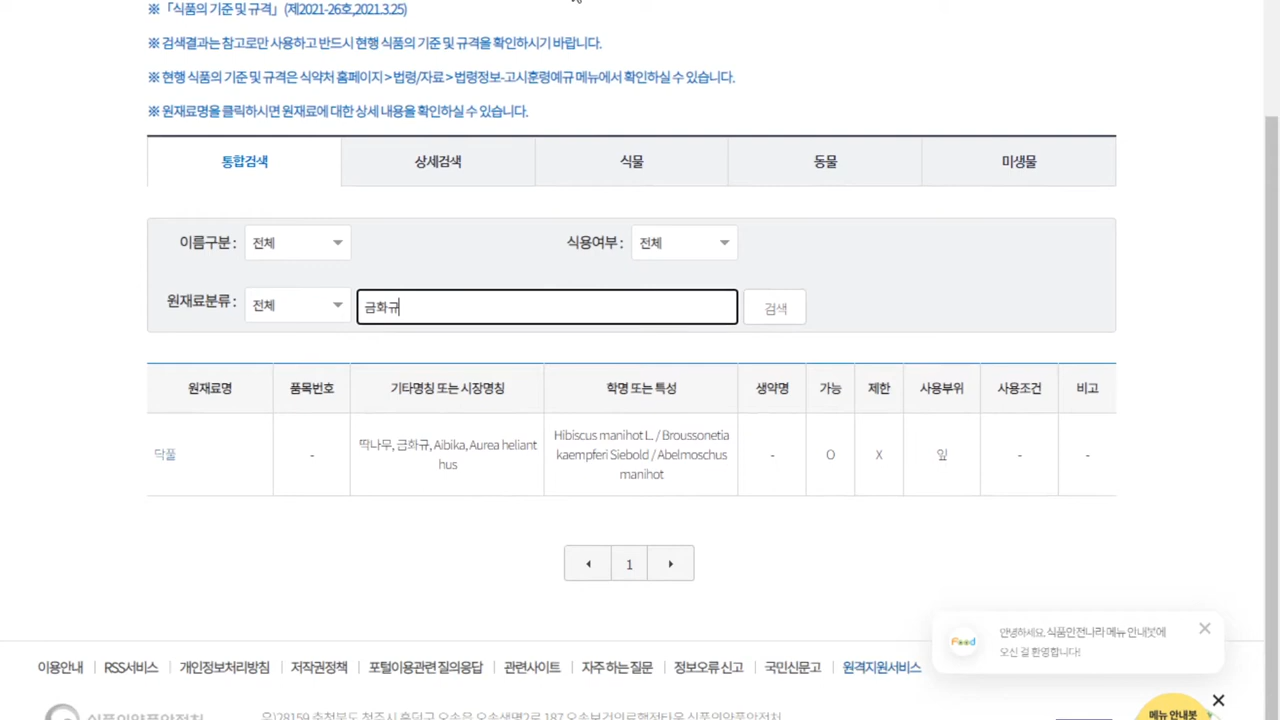 ※「식품의 기준 및 규격」(제2021-26호,2021.3.25)
※ 검색결과는 참고로만 사용하고 반드시 현행 식품의 기준 및 규격을 확인하시기 바랍니다.
※ 현행 식품의 기준 및 규격은 식약처 홈페이지 > 법령/자료 > 법령정보-고시훈령예규 메뉴에서 확인하실 수 있습니다.
※ 원재료명을 클릭하시면 원재료에 대한 상세 내용을 확인하실 수 있습니다.
통합검색 상세검색 식물 동물 미생물
이름구분 : 전체 식용여부 : 전체
원재료분류 : 전체 금화규 검색
원재료명 품목번호 기타명칭 또는 시장명칭 학명 또는 특성 생약명 가능 제한 사용부위 사용조건 비고
닥풀 - 딱나무, 금화규, Aibika, Aurea heliant
hus
Hibiscus manihot L. / Broussonetia
kaempferi Siebold / Abelmoschus
manihot
- O X 잎 - -
1
안녕하세요. 식품안전나라 메뉴 안내봇에
오신 걸 환영합니다!
Food
이용안내 RSS서비스 개인정보처리방침 저작권정책 포털이용관련 질의응답 관련사이트 자주 하는 질문 정보오류 신고 국민신문고 원격지원서비스
메뉴 안내봇